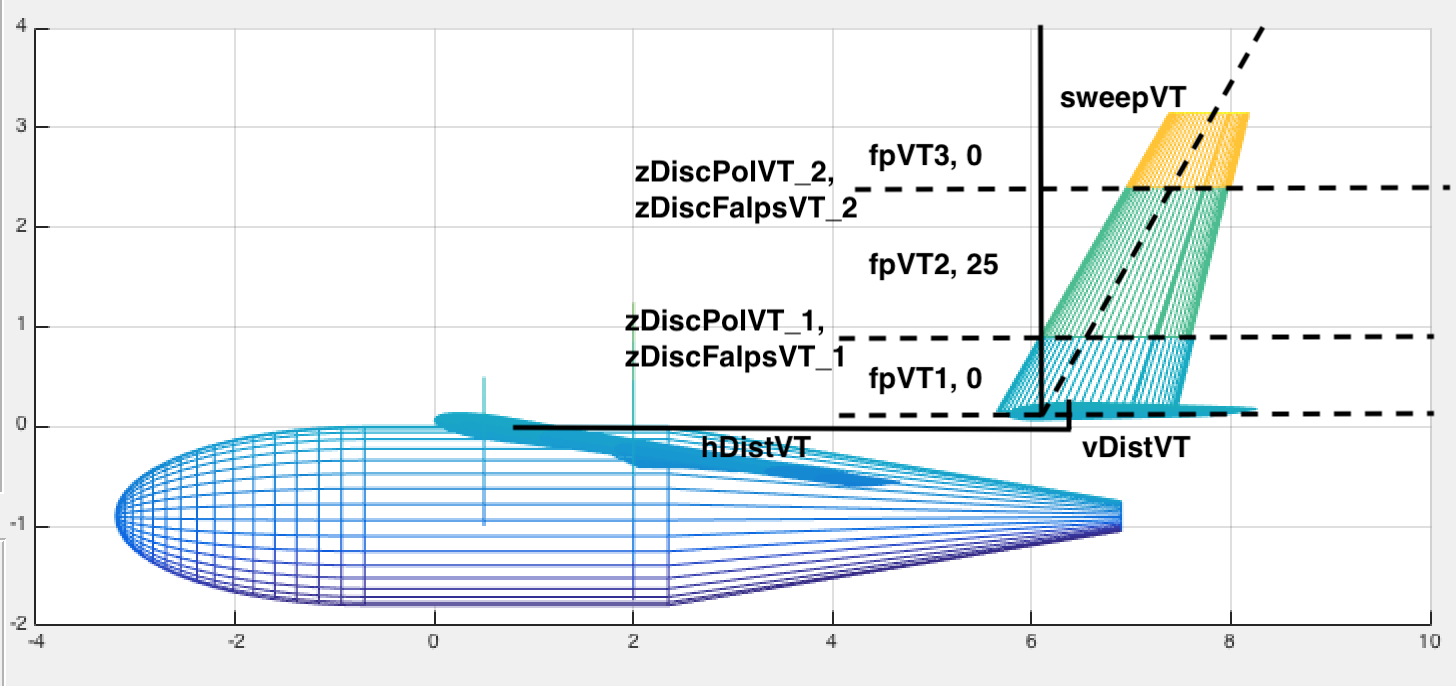 4
sweepVT
3
fpVT3, 0
zDiscPolVT_2,
zDiscFalpsVT_2
2
fpVT2, 25
zDiscPolVT_1,
1
zDiscFalpsVT_1
fpVT1, 0
0
hDistVT
vDistVT
-1
-2
-4 -2 0 2 4 6 8 10